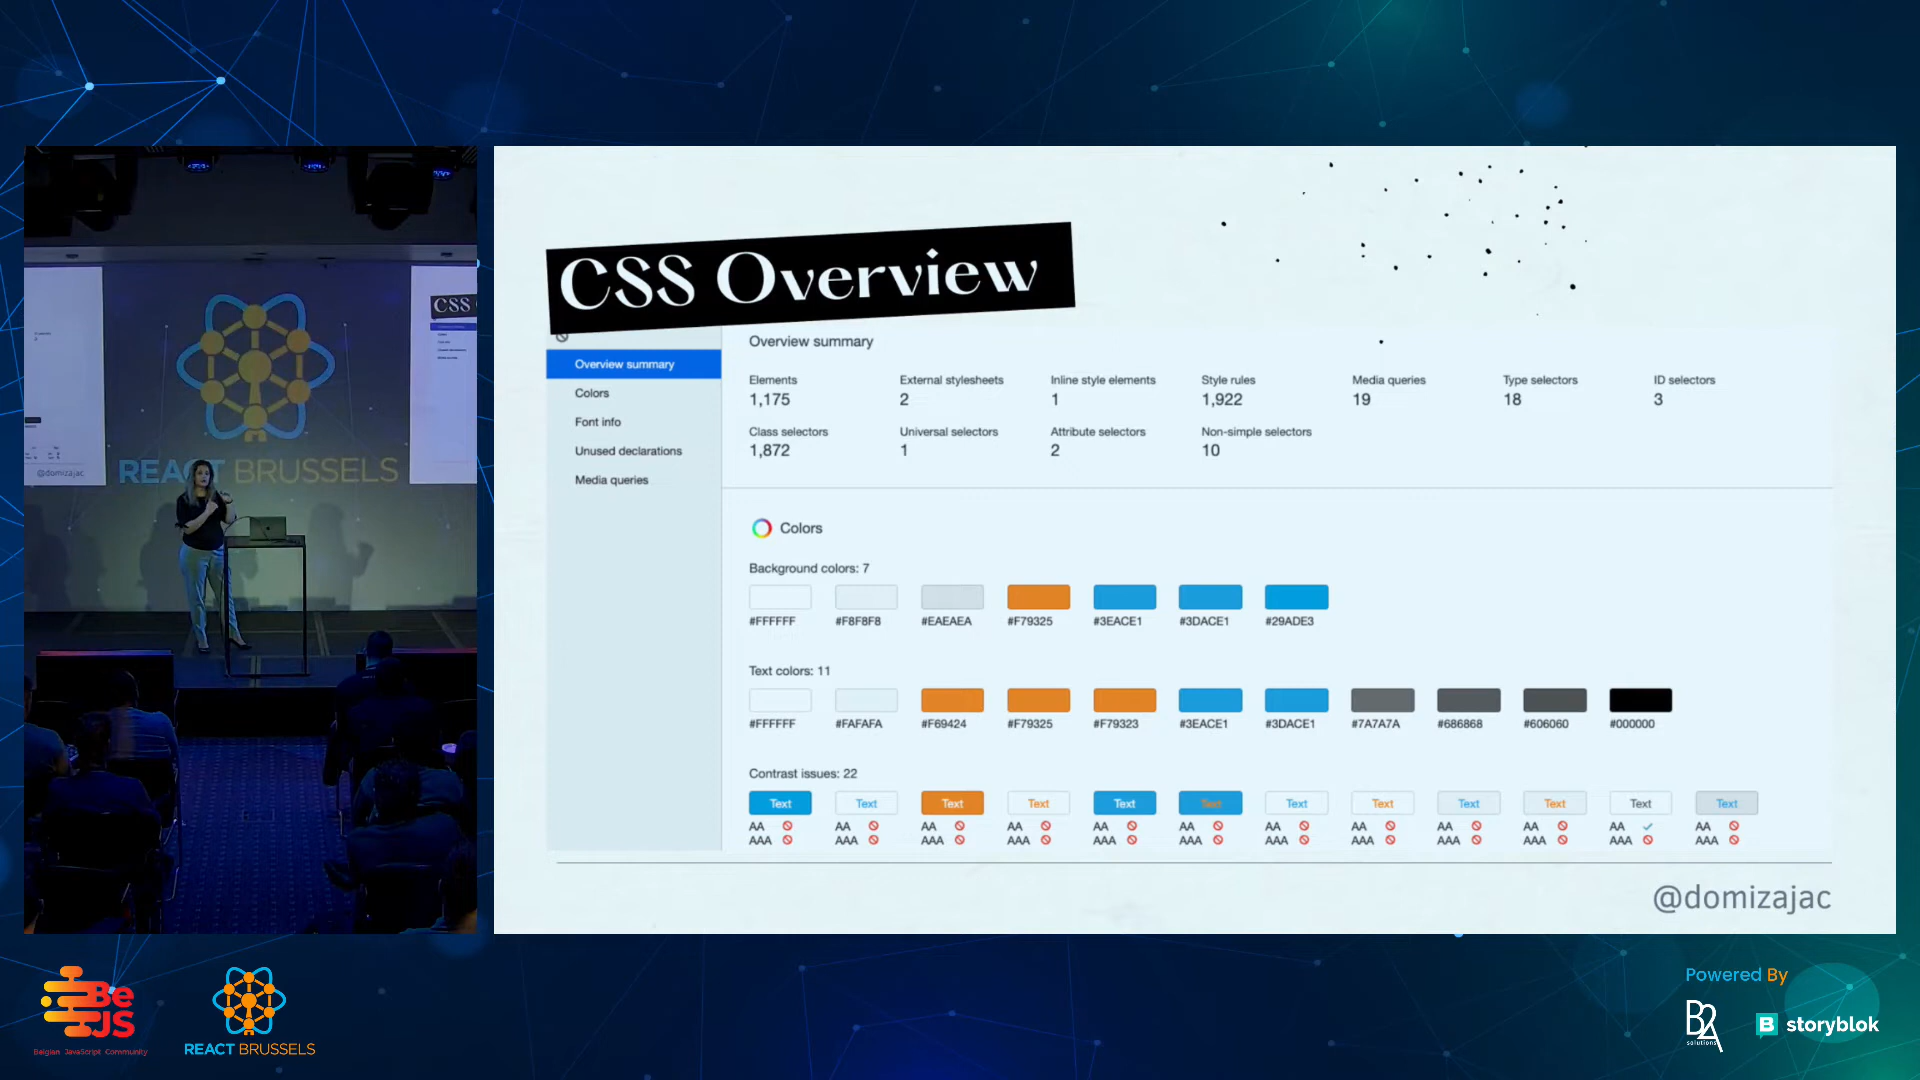 CSS Overview
Overview summary
Colors
Font info
Unused declarations
Media queries
Overview summary
Elements External stylesheets Inline style elements Style rules Media queries Type selectors ID selectors
1,175 2 1 1,922 19 18 3
Class selectors Universal selectors Attribute selectors Non-simple selectors
1,872 1 2 10
Colors
Background colors: 7
#FFFFFF #F8F8F8 #EAEAEA #F79325 #3EACE1 #3DACE1 #29ADE3
Text colors: 11
#FFFFFF #FAFAFA #F69424 #F79325 #F79323 #3EACE1 #3DACE1 #7A7A7A #686868 #606060 #000000
Contrast issues: 22
Text Text Text Text Text Text Text Text Text Text Text Text
AA AA AA AA AA AA AA AA AA AA AA AA
AAA AAA AAA AAA AAA AAA AAA AAA AAA AAA AAA AAA
@domizajac
CSS
REACT BRUSSELS
@domizajac
BeJS
Belgian JavaScript Community
REACT BRUSSELS
Powered By
B2A
solutions
B storyblok